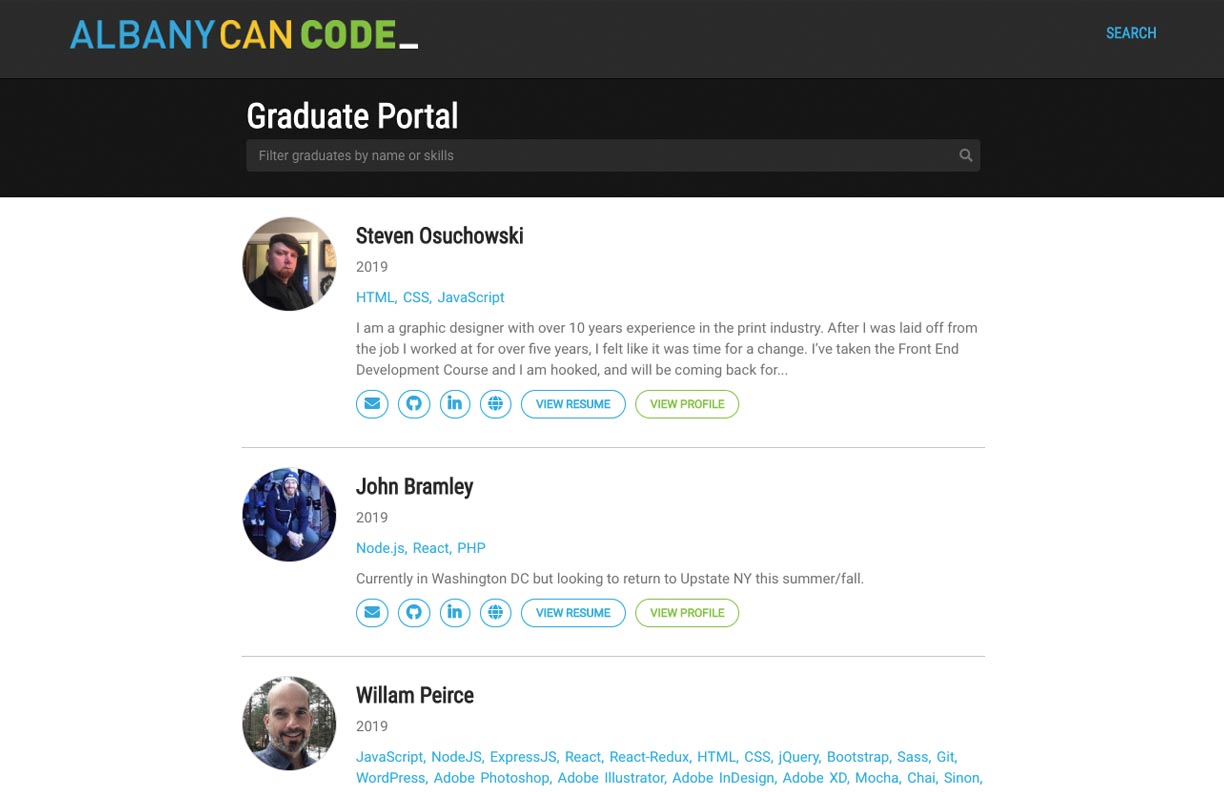 ALBANY CAN CODE_
SEARCH
Graduate Portal
Filter graduates by name or skills
Steven Osuchowski
2019
HTML, CSS, JavaScript
I am a graphic designer with over 10 years experience in the print industry. After I was laid off from
the job I worked at for over five years, I felt like it was time for a change. I’ve taken the Front End
Development Course and I am hooked, and will be coming back for...
in VIEW RESUME VIEW PROFILE
John Bramley
2019
Node.js, React, PHP
Currently in Washington DC but looking to return to Upstate NY this summer/fall.
in VIEW RESUME VIEW PROFILE
Willam Peirce
2019
JavaScript, NodeJS, ExpressJS, React, React-Redux, HTML, CSS, jQuery, Bootstrap, Sass, Git,
WordPress, Adobe Photoshop, Adobe Illustrator, Adobe InDesign, Adobe XD, Mocha, Chai, Sinon,